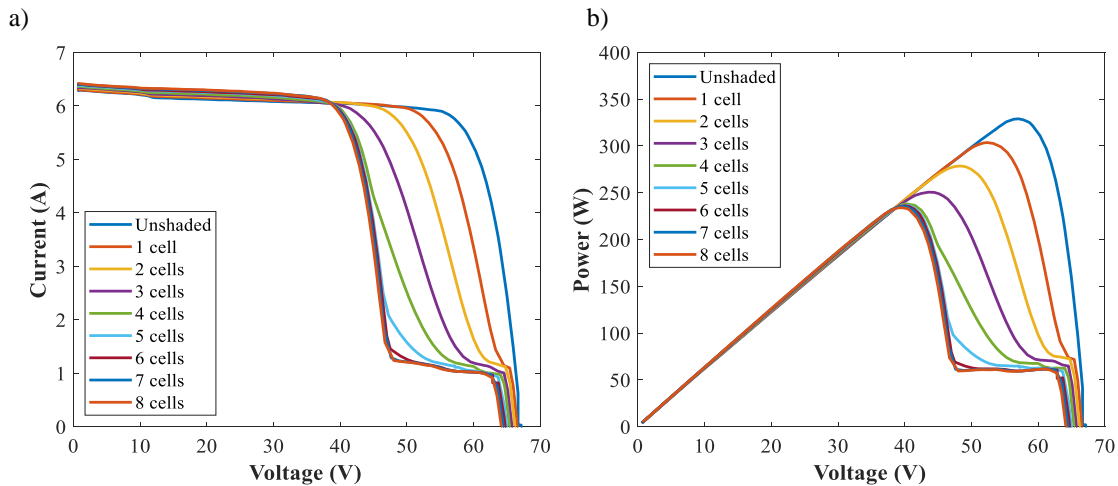 a)
7
6
5
4
3
2
1
0
Current (A)
Unshaded
1 cell
2 cells
3 cells
4 cells
5 cells
6 cells
7 cells
8 cells
0 10 20 30 40 50 60 70
Voltage (V)
b)
400
350
300
250
200
150
100
50
0
Power (W)
Unshaded
1 cell
2 cells
3 cells
4 cells
5 cells
6 cells
7 cells
8 cells
0 10 20 30 40 50 60 70
Voltage (V)